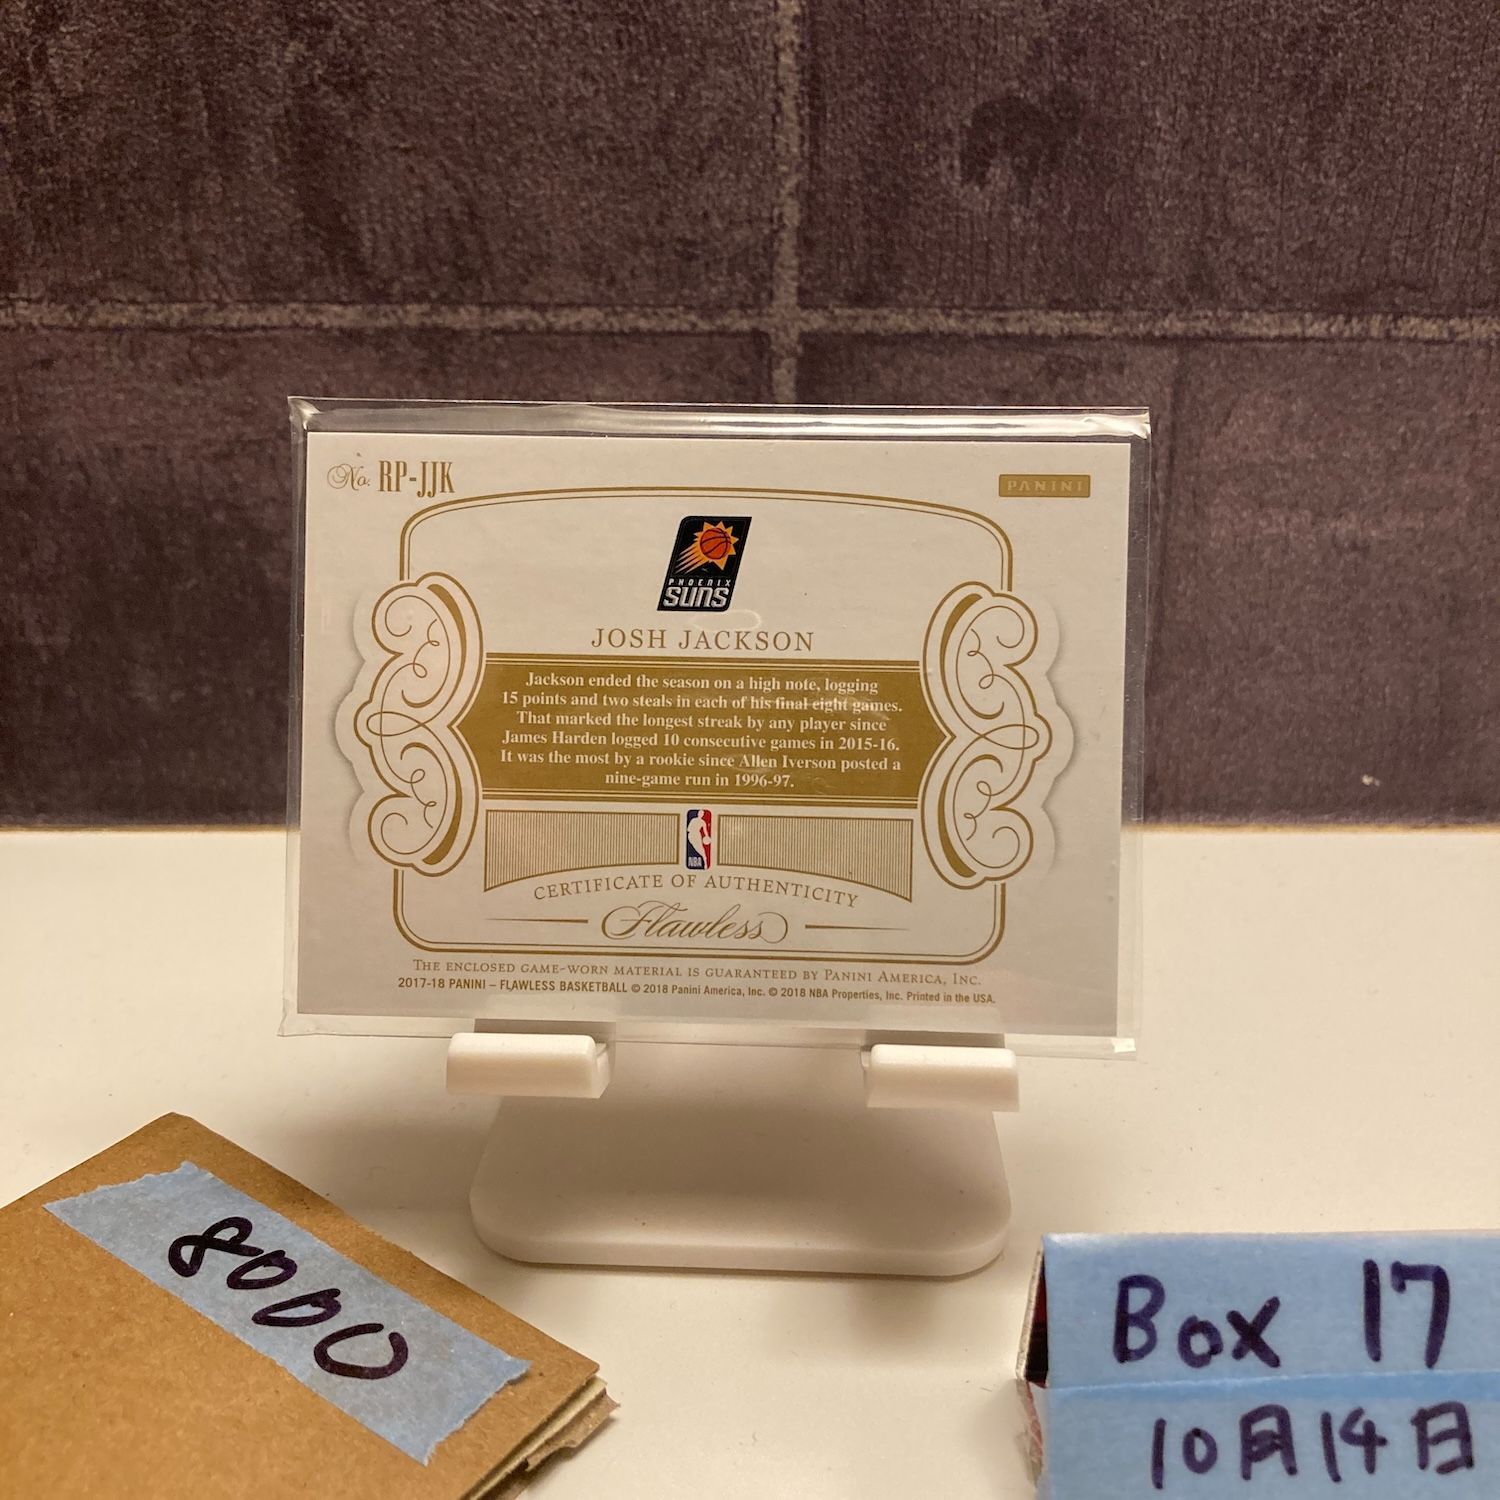 No. RP-JJK
PANINI
PHOENIX
SUNS
JOSH JACKSON
Jackson ended the season on a high note, logging
15 points and two steals in each of his final eight games.
That marked the longest streak by any player since
James Harden logged 10 consecutive games in 2015-16.
It was the most by a rookie since Allen Iverson posted a
nine-game run in 1996-97.
NBA
CERTIFICATE OF AUTHENTICITY
Flawless
THE ENCLOSED GAME-WORN MATERIAL IS GUARANTEED BY PANINI AMERICA, INC.
2017-18 PANINI – FLAWLESS BASKETBALL © 2018 Panini America, Inc. © 2018 NBA Properties, Inc. Printed in the USA.
8000
Box 17
10月14日